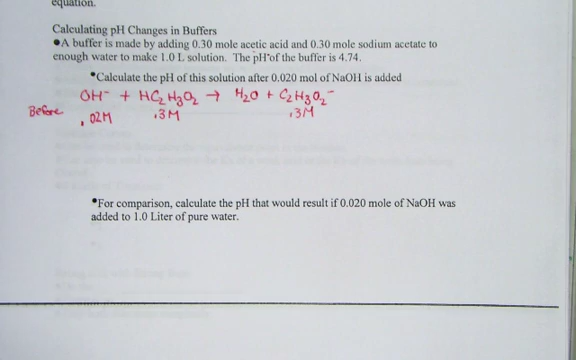 equation.
Calculating pH Changes in Buffers
●A buffer is made by adding 0.30 mole acetic acid and 0.30 mole sodium acetate to
enough water to make 1.0 L solution. The pH of the buffer is 4.74.
•Calculate the pH of this solution after 0.020 mol of NaOH is added
OH⁻ + HC₂H₃O₂ → H₂O + C₂H₃O₂⁻
Before .02M .3M .3M
•For comparison, calculate the pH that would result if 0.020 mole of NaOH was
added to 1.0 Liter of pure water.